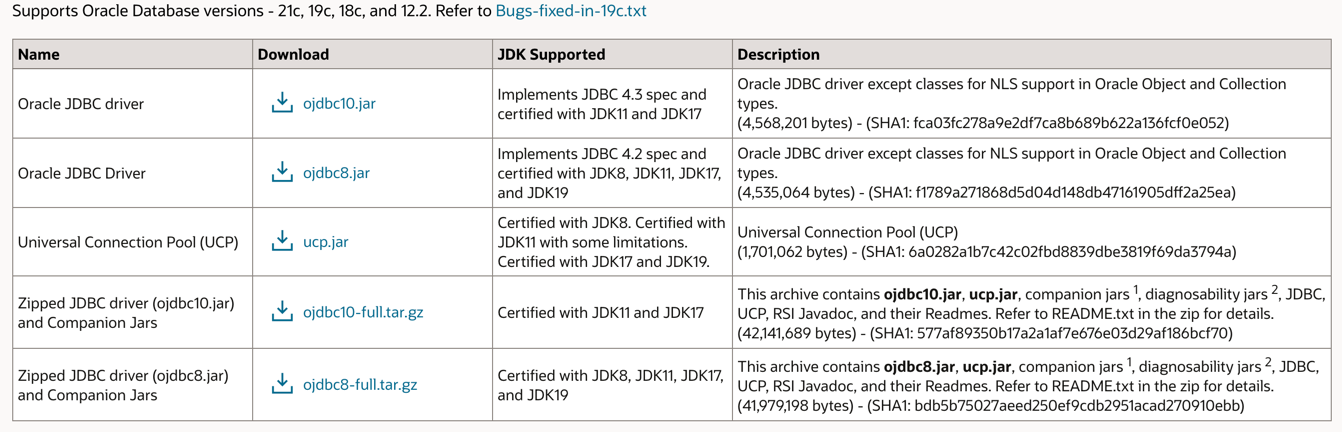 Supports Oracle Database versions - 21c, 19c, 18c, and 12.2. Refer to Bugs-fixed-in-19c.txt
Name Download JDK Supported Description
Oracle JDBC driver
ojdbc10.jar
Implements JDBC 4.3 spec and
certified with JDK11 and JDK17
Oracle JDBC driver except classes for NLS support in Oracle Object and Collection
types.
(4,568,201 bytes) - (SHA1: fca03fc278a9e2df7ca8b689b622a136fcf0e052)
Oracle JDBC Driver
ojdbc8.jar
Implements JDBC 4.2 spec and
certified with JDK8, JDK11, JDK17,
and JDK19
Oracle JDBC driver except classes for NLS support in Oracle Object and Collection
types.
(4,535,064 bytes) - (SHA1: f1789a271868d5d04d148db47161905dff2a25ea)
Universal Connection Pool (UCP)
ucp.jar
Certified with JDK8. Certified with
JDK11 with some limitations.
Certified with JDK17 and JDK19.
Universal Connection Pool (UCP)
(1,701,062 bytes) - (SHA1: 6a0282a1b7c42c02fbd8839dbe3819f69da3794a)
Zipped JDBC driver (ojdbc10.jar)
and Companion Jars
ojdbc10-full.tar.gz
Certified with JDK11 and JDK17
This archive contains ojdbc10.jar, ucp.jar, companion jars 1, diagnosability jars 2, JDBC,
UCP, RSI Javadoc, and their Readmes. Refer to README.txt in the zip for details.
(42,141,689 bytes) - (SHA1: 577af89350b17a2a1af7e676e03d29af186bcf70)
Zipped JDBC driver (ojdbc8.jar)
and Companion Jars
ojdbc8-full.tar.gz
Certified with JDK8, JDK11, JDK17,
and JDK19
This archive contains ojdbc8.jar, ucp.jar, companion jars 1, diagnosability jars 2, JDBC,
UCP, RSI Javadoc, and their Readmes. Refer to README.txt in the zip for details.
(41,979,198 bytes) - (SHA1: bdb5b75027aeed250ef9cdb2951acad270910ebb)